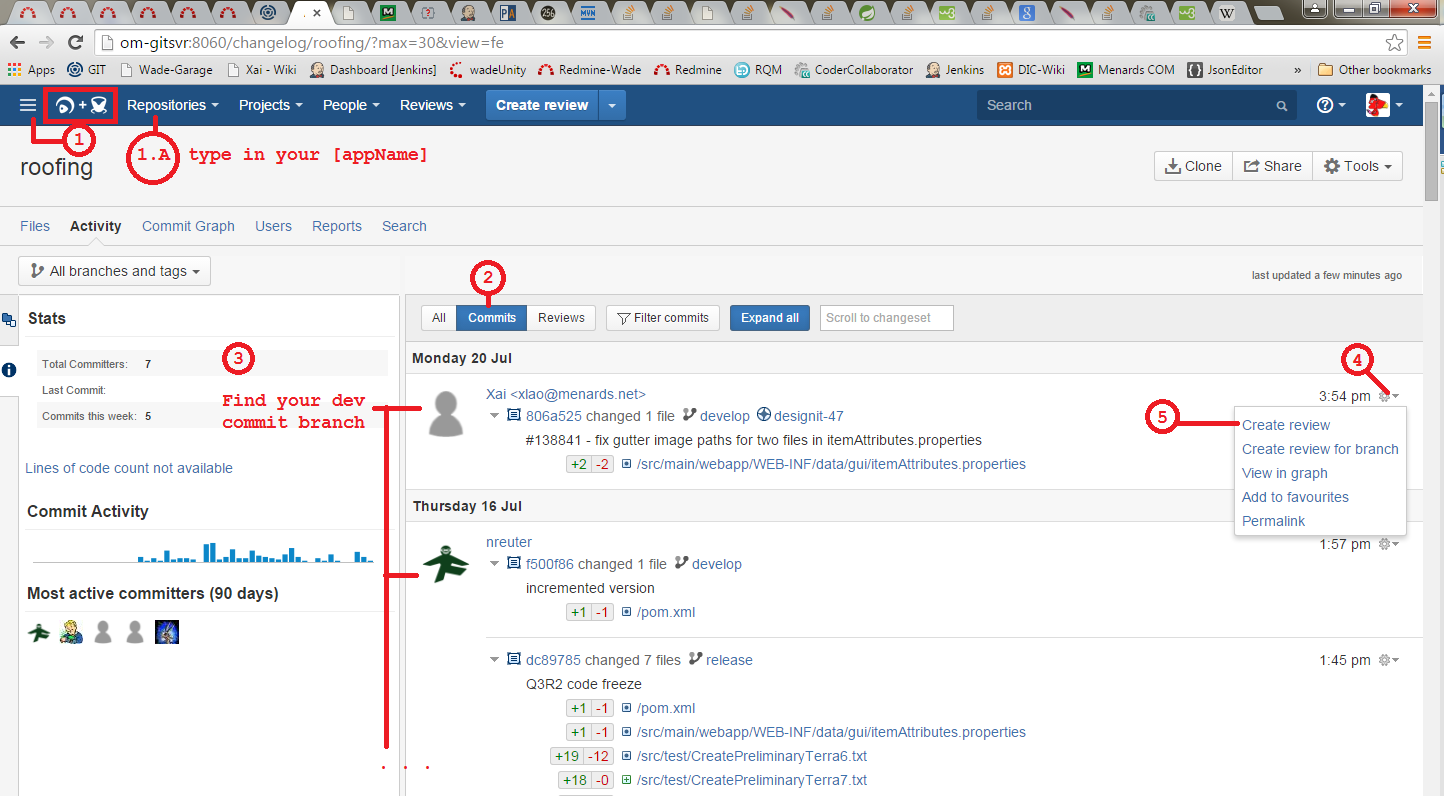 om-gitsvr:8060/changelog/roofing/?max=30&view=fe
Apps GIT Wade-Garage Xai - Wiki Dashboard [Jenkins] wadeUnity Redmine-Wade Redmine RQM CoderCollaborator Jenkins DIC-Wiki Menards COM JsonEditor » Other bookmarks
Repositories Projects People Reviews Create review Search
1
1.A type in your [appName]
roofing
Clone Share Tools
Files Activity Commit Graph Users Reports Search
All branches and tags
2
last updated a few minutes ago
Stats
All Commits Reviews Filter commits Expand all Scroll to changeset
Total Committers: 7
3
Last Commit:
Commits this week: 5
Find your dev
commit branch
Lines of code count not available
Commit Activity
Most active committers (90 days)
Monday 20 Jul
4
Xai <xlao@menards.net>
3:54 pm
806a525 changed 1 file develop designit-47
#138841 - fix gutter image paths for two files in itemAttributes.properties
+2 -2 /src/main/webapp/WEB-INF/data/gui/itemAttributes.properties
5
Create review
Create review for branch
View in graph
Add to favourites
Permalink
Thursday 16 Jul
nreuter
1:57 pm
f500f86 changed 1 file develop
incremented version
+1 -1 /pom.xml
dc89785 changed 7 files release
1:45 pm
Q3R2 code freeze
+1 -1 /pom.xml
+1 -1 /src/main/webapp/WEB-INF/data/gui/itemAttributes.properties
+19 -12 /src/test/CreatePreliminaryTerra6.txt
+18 -0 /src/test/CreatePreliminaryTerra7.txt
. . .